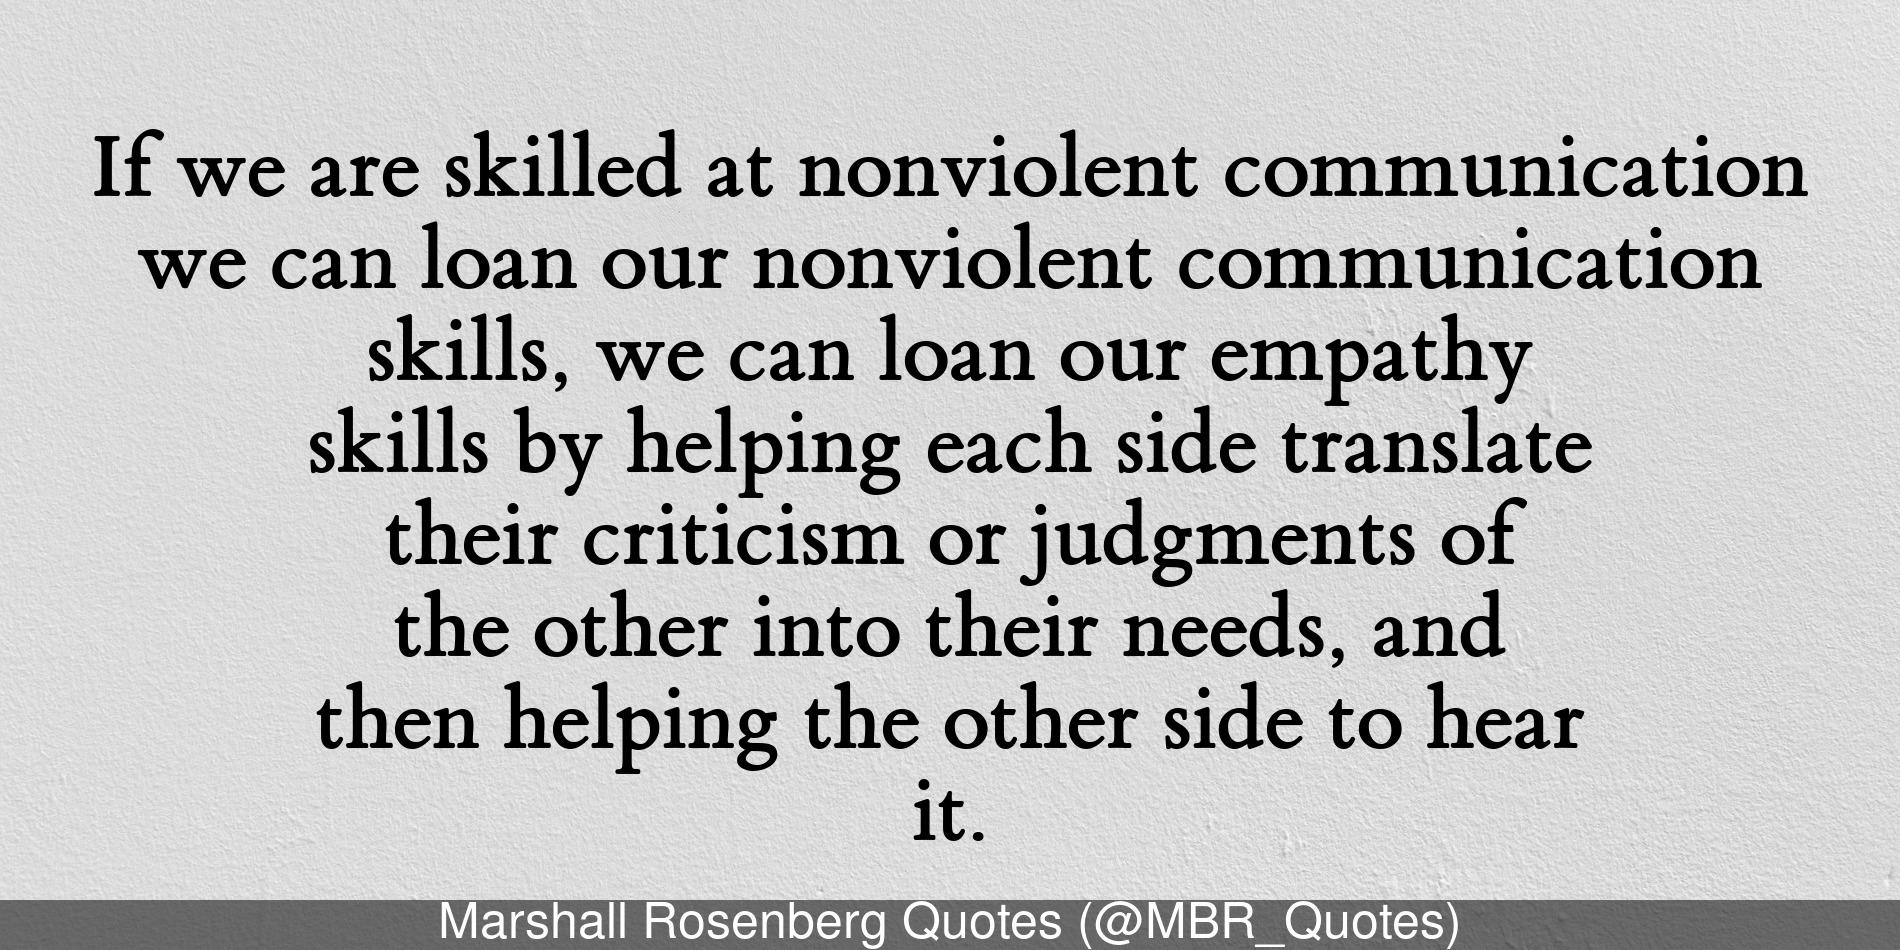 If we are skilled at nonviolent communication
we can loan our nonviolent communication
skills, we can loan our empathy
skills by helping each side translate
their criticism or judgments of
the other into their needs, and
then helping the other side to hear
it.
Marshall Rosenberg Quotes (@MBR_Quotes)